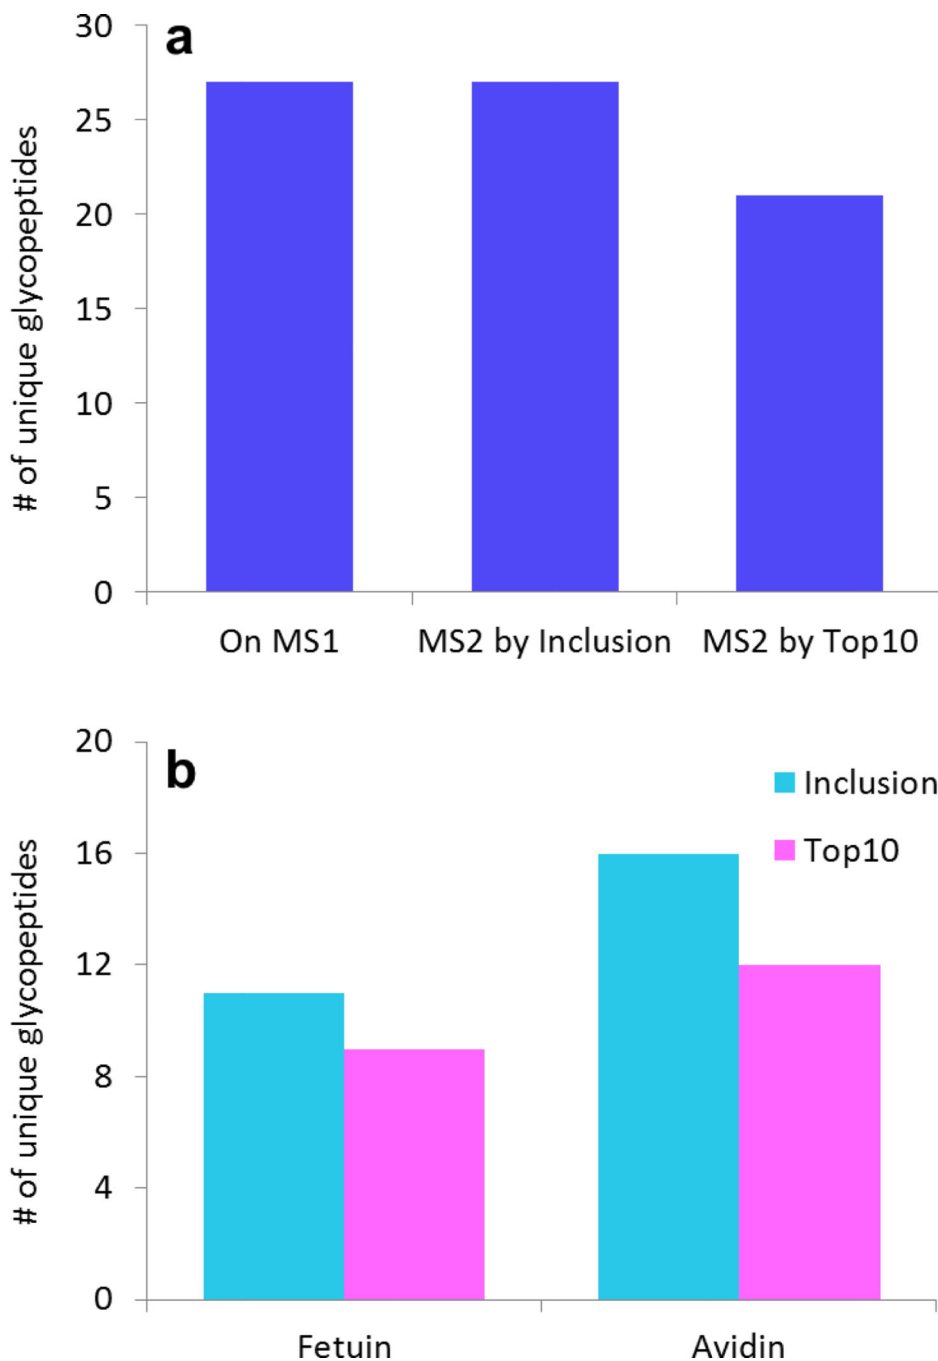 a
# of unique glycopeptides
30
25
20
15
10
5
0
On MS1
MS2 by Inclusion
MS2 by Top10
b
# of unique glycopeptides
20
16
12
8
4
0
Inclusion
Top10
Fetuin
Avidin